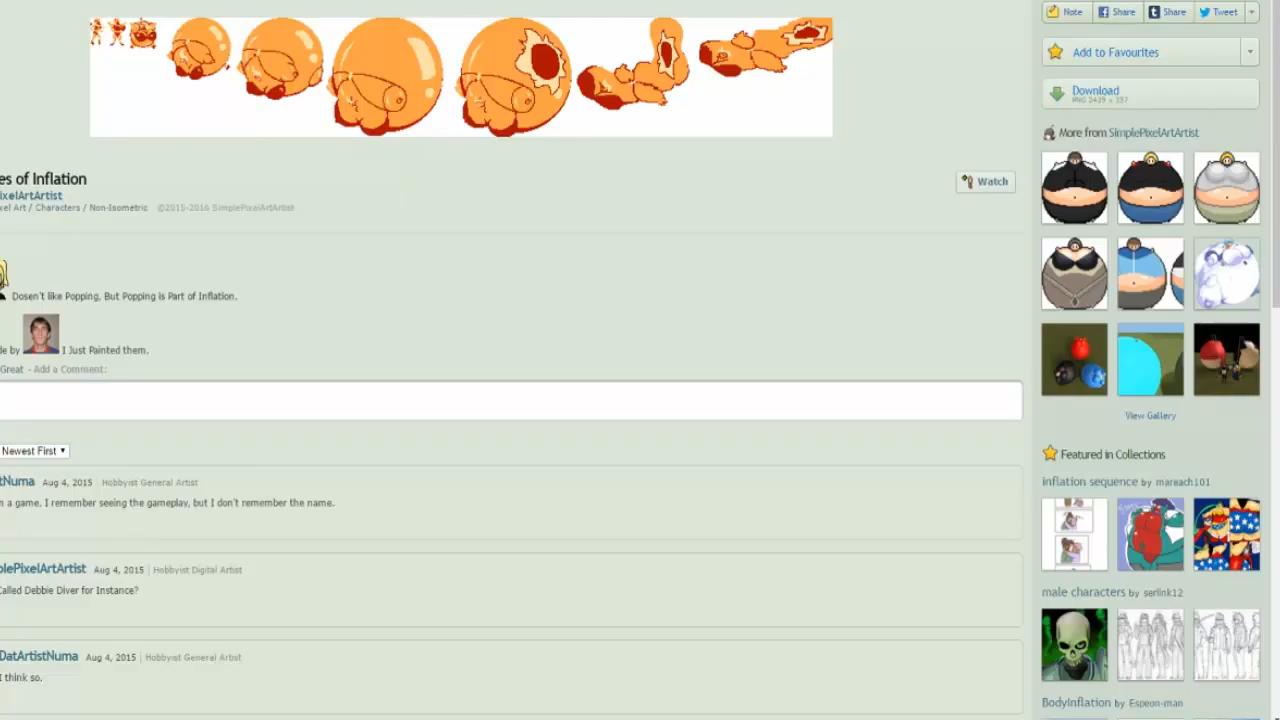 Note Share Share Tweet
Add to Favourites
Download
PNG 2439 × 357
More from SimplePixelArtArtist
es of Inflation
Watch
ixelArtArtist
xel Art / Characters / Non-Isometric ©2015-2016 SimplePixelArtArtist
Dosen't like Popping, But Popping is Part of Inflation.
de by I Just Painted them.
Great - Add a Comment:
View Gallery
Newest First
Featured in Collections
inflation sequence by mareach101
tNuma Aug 4, 2015 Hobbyist General Artist
n a game. I remember seeing the gameplay, but I don't remember the name.
plePixelArtArtist Aug 4, 2015 Hobbyist Digital Artist
Called Debbie Diver for Instance?
male characters by serlink12
DatArtistNuma Aug 4, 2015 Hobbyist General Artist
I think so.
BodyInflation by Espeon-man